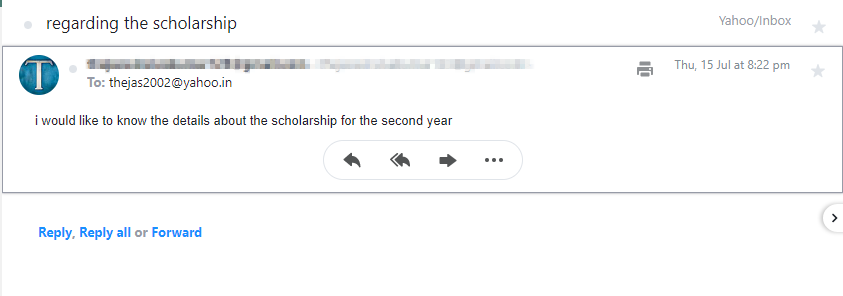 regarding the scholarship
Yahoo/Inbox
T
Thu, 15 Jul at 8:22 pm
To: thejas2002@yahoo.in
i would like to know the details about the scholarship for the second year
Reply, Reply all or Forward